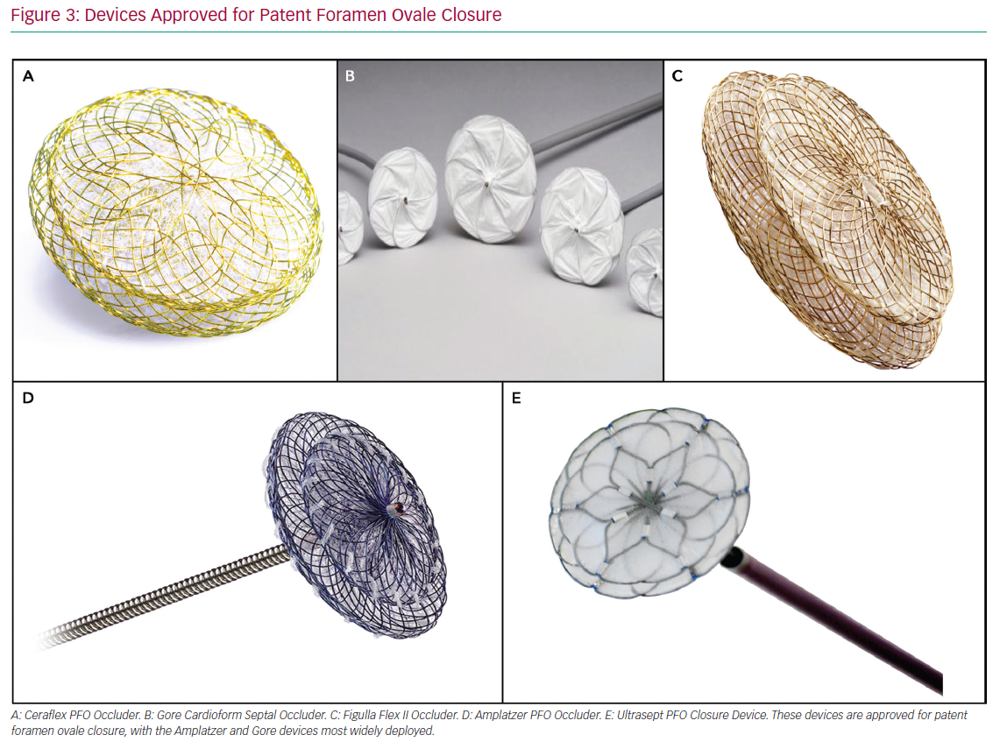 Figure 3: Devices Approved for Patent Foramen Ovale Closure
A
B
C
D
E
A: Ceraflex PFO Occluder. B: Gore Cardioform Septal Occluder. C: Figulla Flex II Occluder. D: Amplatzer PFO Occluder. E: Ultrasept PFO Closure Device. These devices are approved for patent
foramen ovale closure, with the Amplatzer and Gore devices most widely deployed.